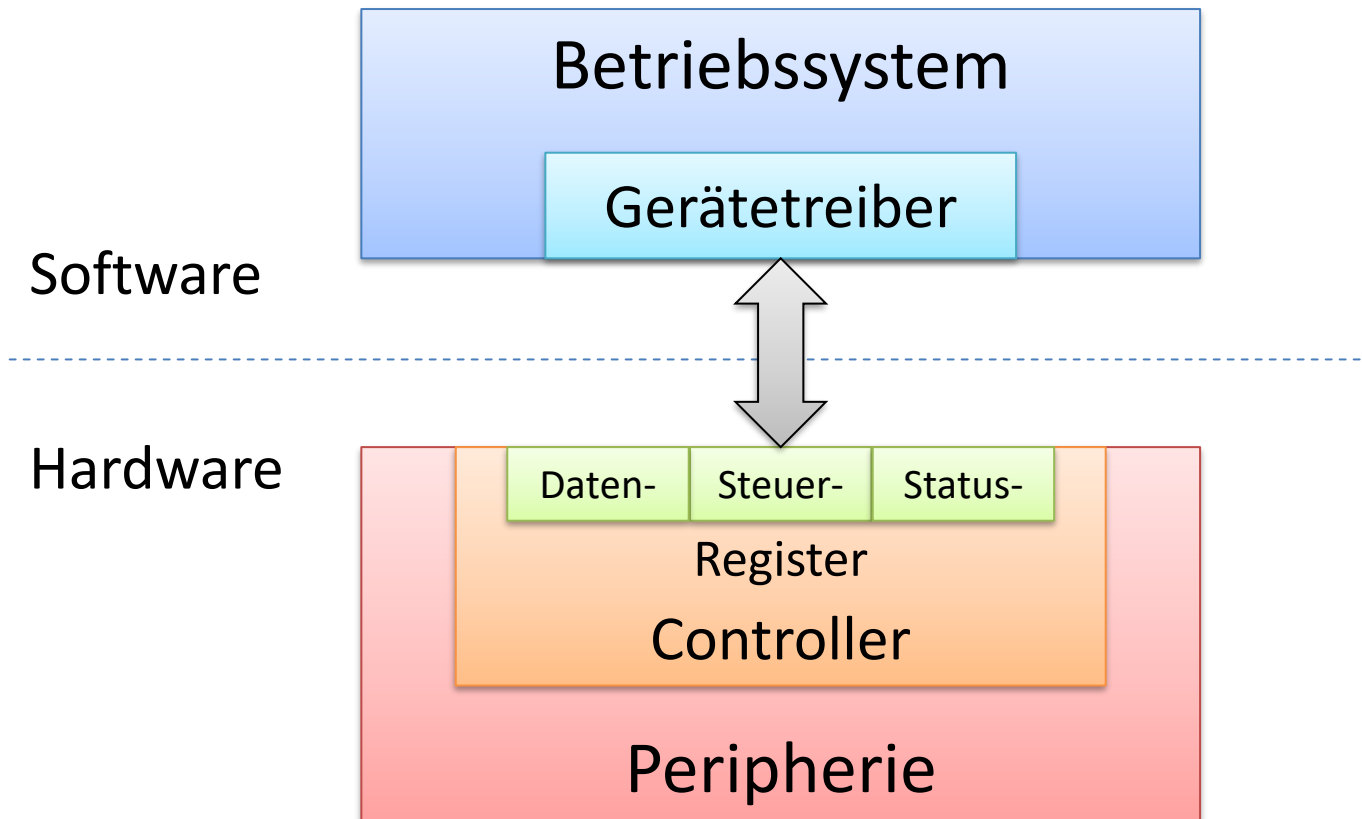 Betriebssystem
Gerätetreiber
Software
Hardware
Daten- Steuer- Status-
Register
Controller
Peripherie